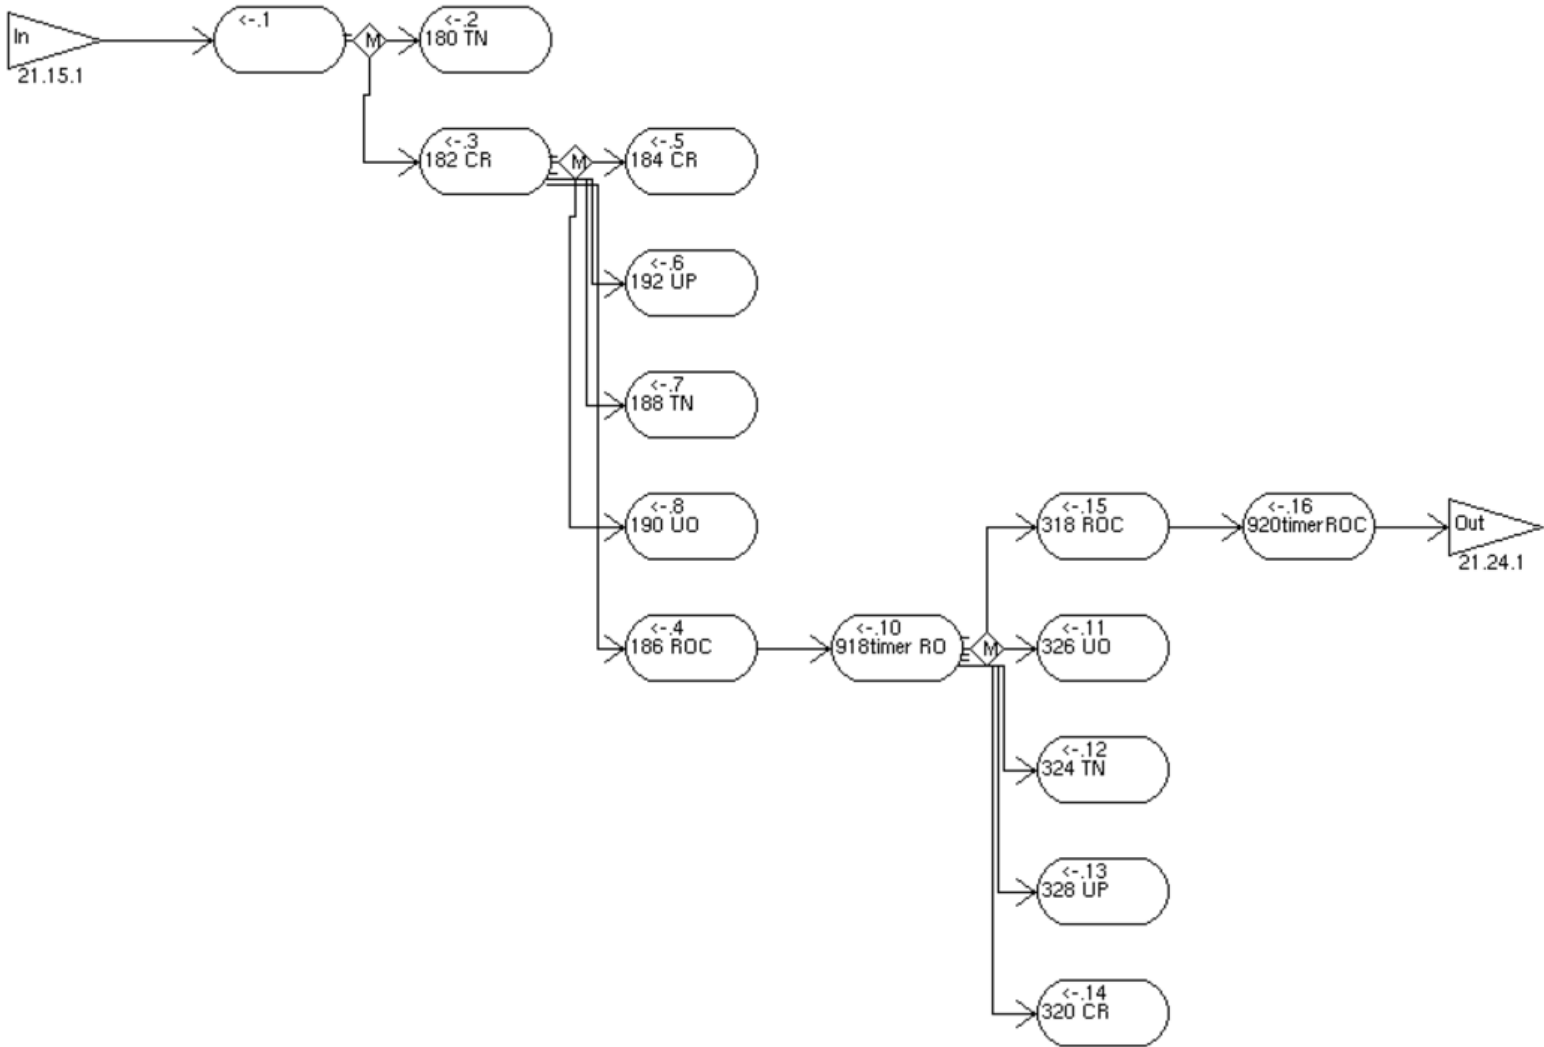 In
21.15.1
<-.1
M
<-.2
180 TN
<-.3
182 CR
M
<-.5
184 CR
<-.6
192 UP
<-.7
188 TN
<-.8
190 UO
<-.4
186 ROC
<-.10
918timer RO
M
<-.15
318 ROC
<-.16
920timerROC
Out
21.24.1
<-.11
326 UO
<-.12
324 TN
<-.13
328 UP
<-.14
320 CR